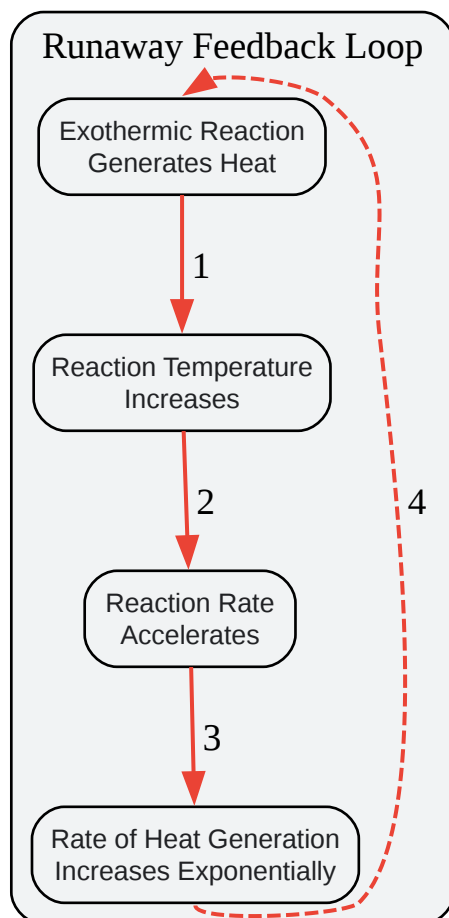 Runaway Feedback Loop
Exothermic Reaction
Generates Heat
1
Reaction Temperature
Increases
2
4
Reaction Rate
Accelerates
3
Rate of Heat Generation
Increases Exponentially